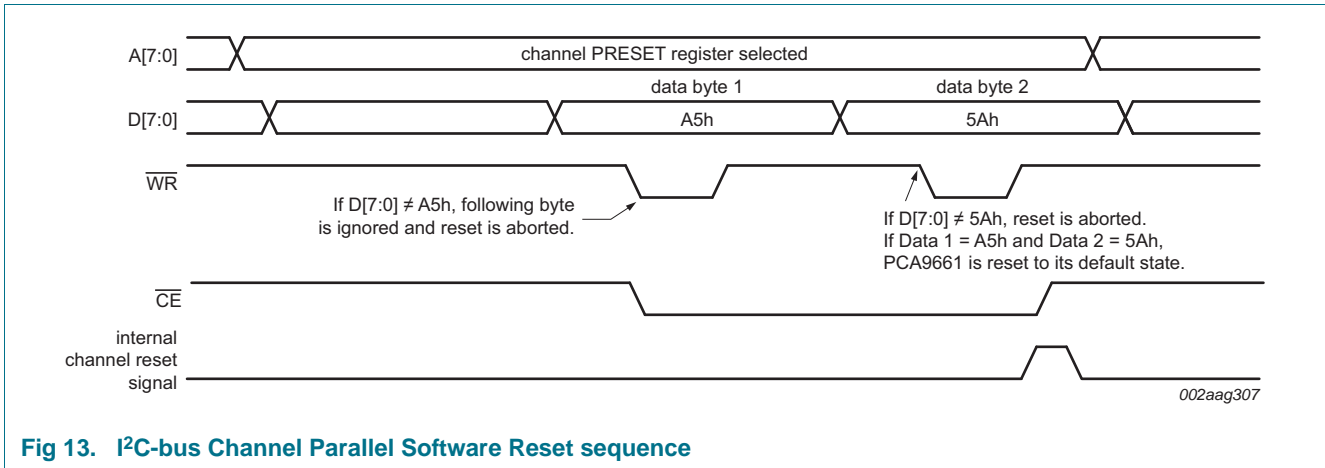 A[7:0]
channel PRESET register selected
data byte 1
data byte 2
D[7:0]
A5h
5Ah
WR
If D[7:0] ≠ A5h, following byte
is ignored and reset is aborted.
If D[7:0] ≠ 5Ah, reset is aborted.
If Data 1 = A5h and Data 2 = 5Ah,
PCA9661 is reset to its default state.
CE
internal
channel reset
signal
002aag307
Fig 13. I²C-bus Channel Parallel Software Reset sequence